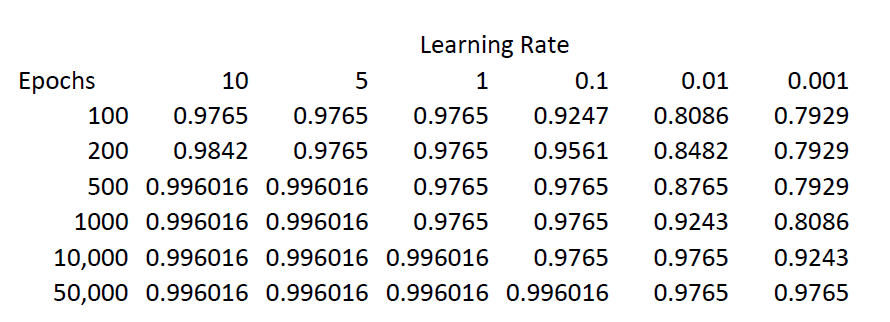 Learning Rate
Epochs 10 5 1 0.1 0.01 0.001
100 0.9765 0.9765 0.9765 0.9247 0.8086 0.7929
200 0.9842 0.9765 0.9765 0.9561 0.8482 0.7929
500 0.996016 0.996016 0.9765 0.9765 0.8765 0.7929
1000 0.996016 0.996016 0.9765 0.9765 0.9243 0.8086
10,000 0.996016 0.996016 0.996016 0.9765 0.9765 0.9243
50,000 0.996016 0.996016 0.996016 0.996016 0.9765 0.9765